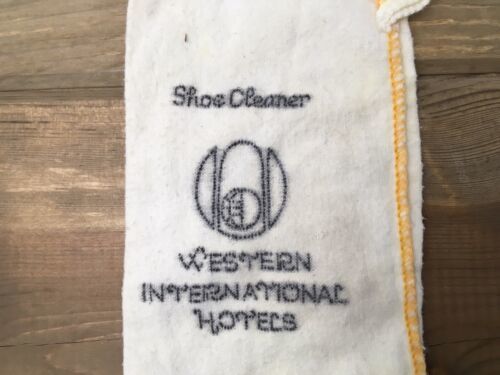 Shoe Cleaner
WESTERN
INTERNATIONAL
HOTELS